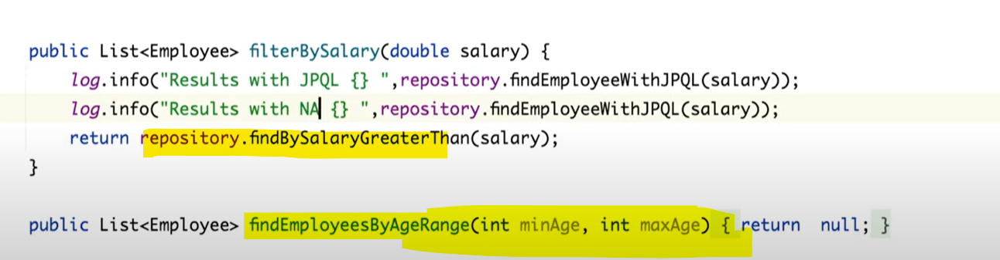 public List<Employee> filterBySalary(double salary) {
log.info("Results with JPQL {} ",repository.findEmployeeWithJPQL(salary));
log.info("Results with NA {} ",repository.findEmployeeWithJPQL(salary));
return repository.findBySalaryGreaterThan(salary);
}
public List<Employee> findEmployeesByAgeRange(int minAge, int maxAge) { return null; }